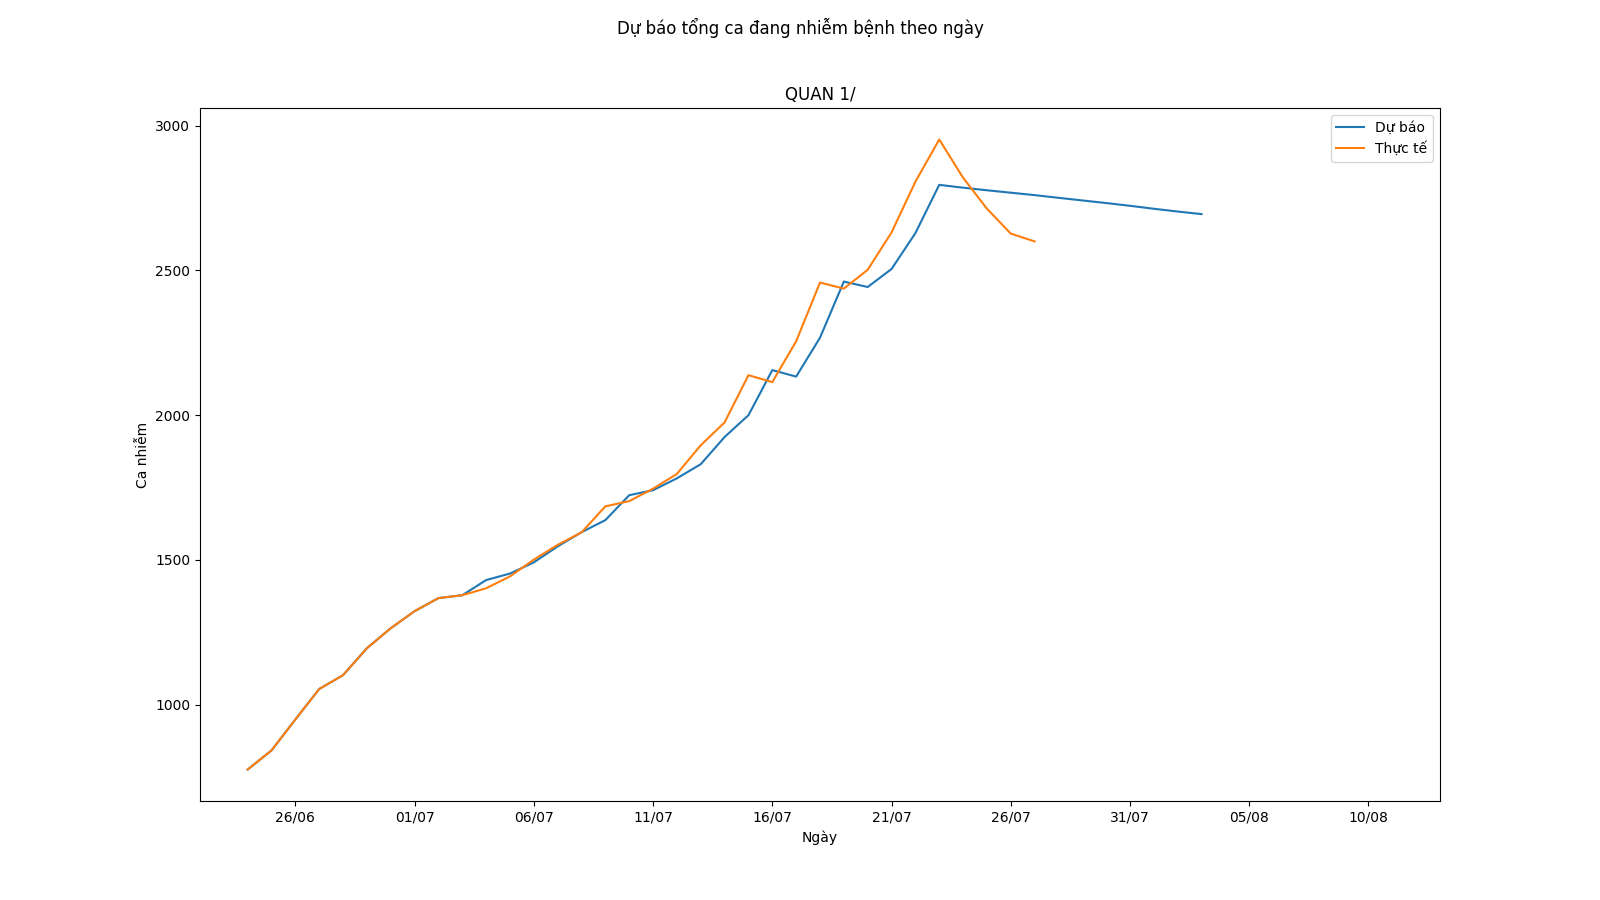 Dự báo tổng ca đang nhiễm bệnh theo ngày
QUAN 1/
Dự báo
Thực tế
3000
2500
2000
1500
1000
Ca nhiễm
26/06
01/07
06/07
11/07
16/07
21/07
26/07
31/07
05/08
10/08
Ngày